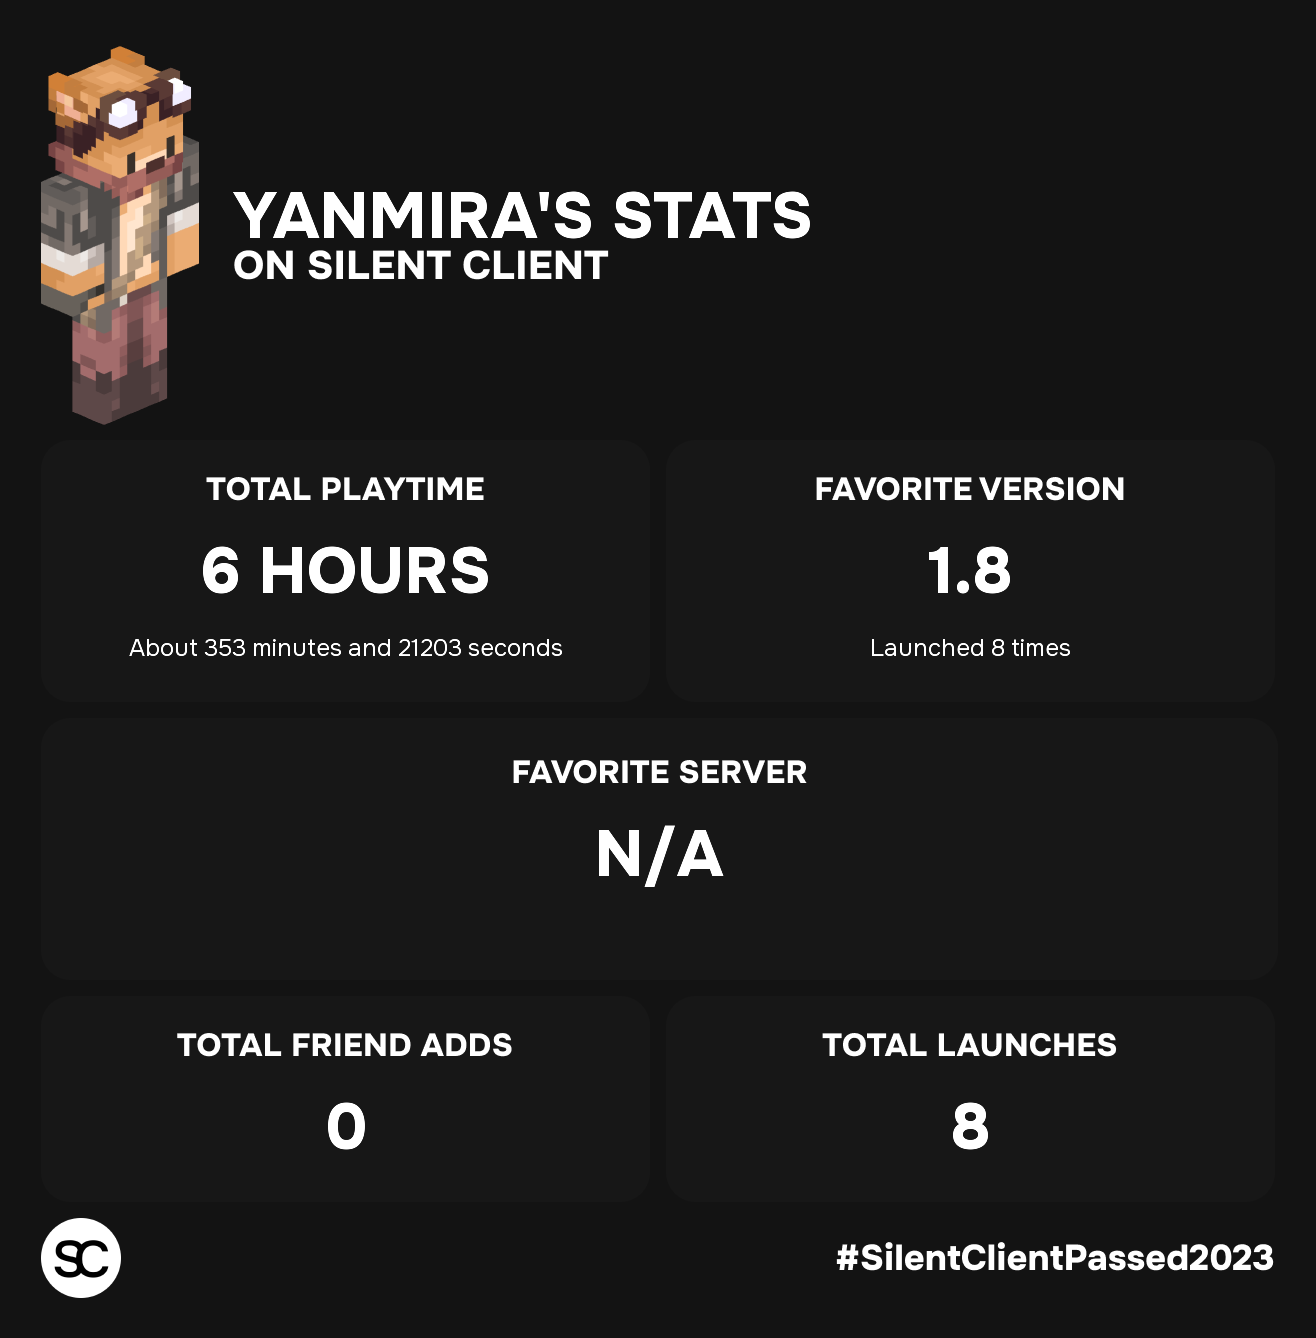 YANMIRA'S STATS
ON SILENT CLIENT
TOTAL PLAYTIME
6 HOURS
About 353 minutes and 21203 seconds
FAVORITE VERSION
1.8
Launched 8 times
FAVORITE SERVER
N/A
TOTAL FRIEND ADDS
0
TOTAL LAUNCHES
8
SC
#SilentClientPassed2023